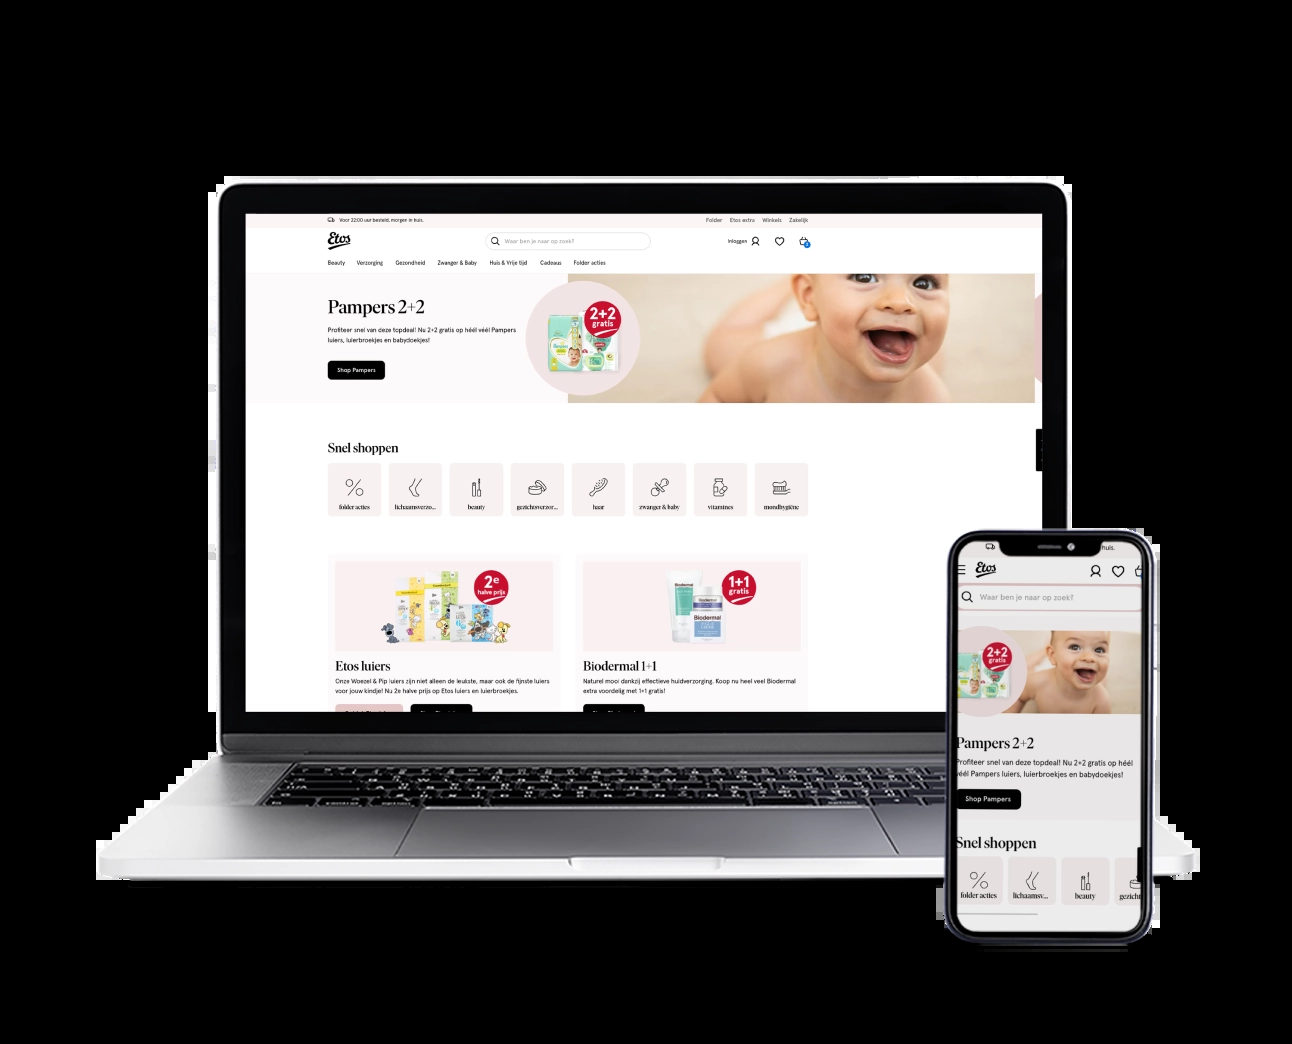 Voor 22:00 uur besteld, morgen in huis.
Folder Etos extra Winkels Zakelijk
Etos
Waar ben je naar op zoek?
Inloggen
Beauty Verzorging Gezondheid Zwanger & Baby Huis & Vrije tijd Cadeaus Folder acties
Pampers 2+2
Profiteer snel van deze topdeal! Nu 2+2 gratis op héél véél Pampers
luiers, luierbroekjes en babydoekjes!
Shop Pampers
2+2
gratis
Snel shoppen
folder acties
lichaamsverzo...
beauty
gezichtsverzor...
haar
zwanger & baby
vitamines
mondhygiëne
2e
halve prijs
Etos luiers
Onze Woezel & Pip luiers zijn niet alleen de leukste, maar ook de fijnste luiers
voor jouw kindje! Nu 2e halve prijs op Etos luiers en luierbroekjes.
Biodermal
Biodermal
1+1
gratis
Biodermal 1+1
Naturel mooi dankzij effectieve huidverzorging. Koop nu heel veel Biodermal
extra voordelig met 1+1 gratis!
huis.
Etos
Waar ben je naar op zoek?
2+2
gratis
Pampers 2+2
Profiteer snel van deze topdeal! Nu 2+2 gratis op héél
véél Pampers luiers, luierbroekjes en babydoekjes!
Shop Pampers
Snel shoppen
folder acties
lichaamsv...
beauty
gezicht